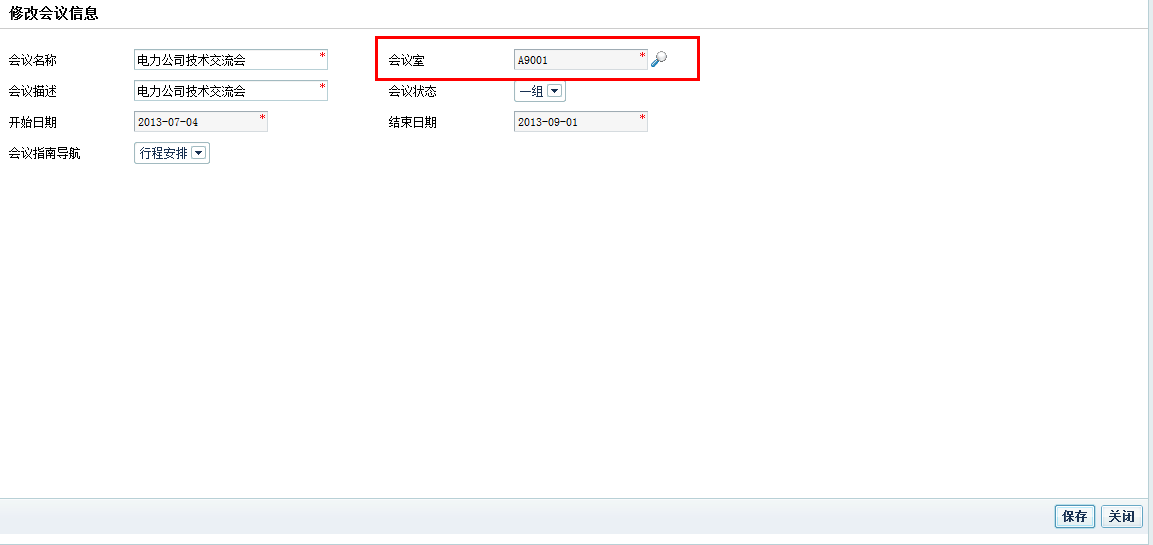 修改会议信息
会议名称 电力公司技术交流会 * 会议室 A9001 *
会议描述 电力公司技术交流会 * 会议状态 一组
开始日期 2013-07-04 * 结束日期 2013-09-01 *
会议指南导航 行程安排
保存 关闭